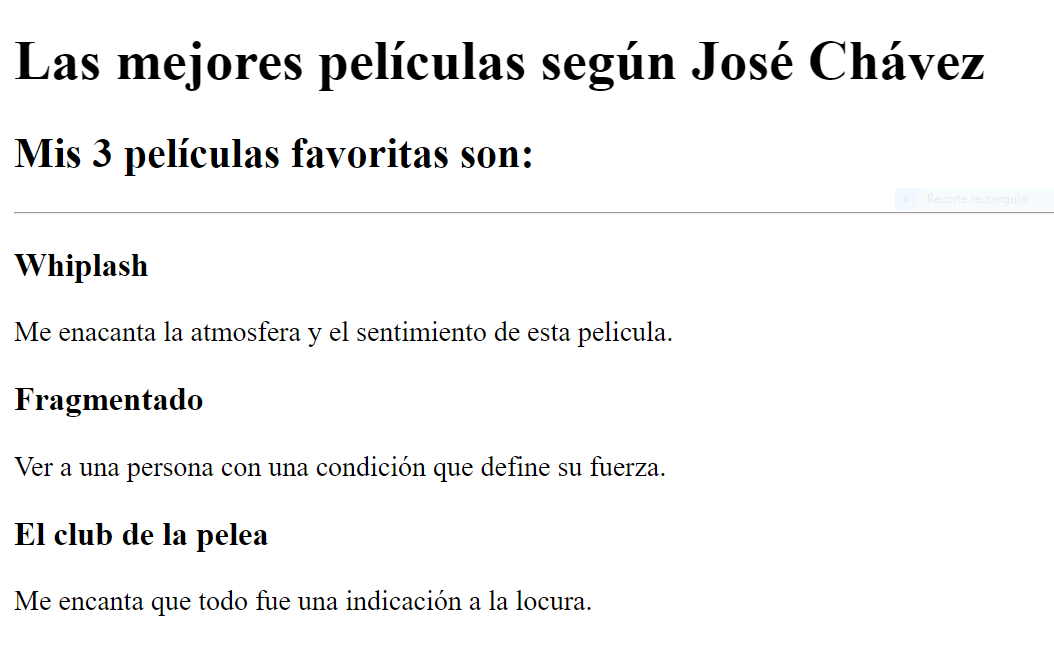 Las mejores películas según José Chávez
Mis 3 películas favoritas son:
Recorte rectangular
Whiplash
Me enacanta la atmosfera y el sentimiento de esta pelicula.
Fragmentado
Ver a una persona con una condición que define su fuerza.
El club de la pelea
Me encanta que todo fue una indicación a la locura.